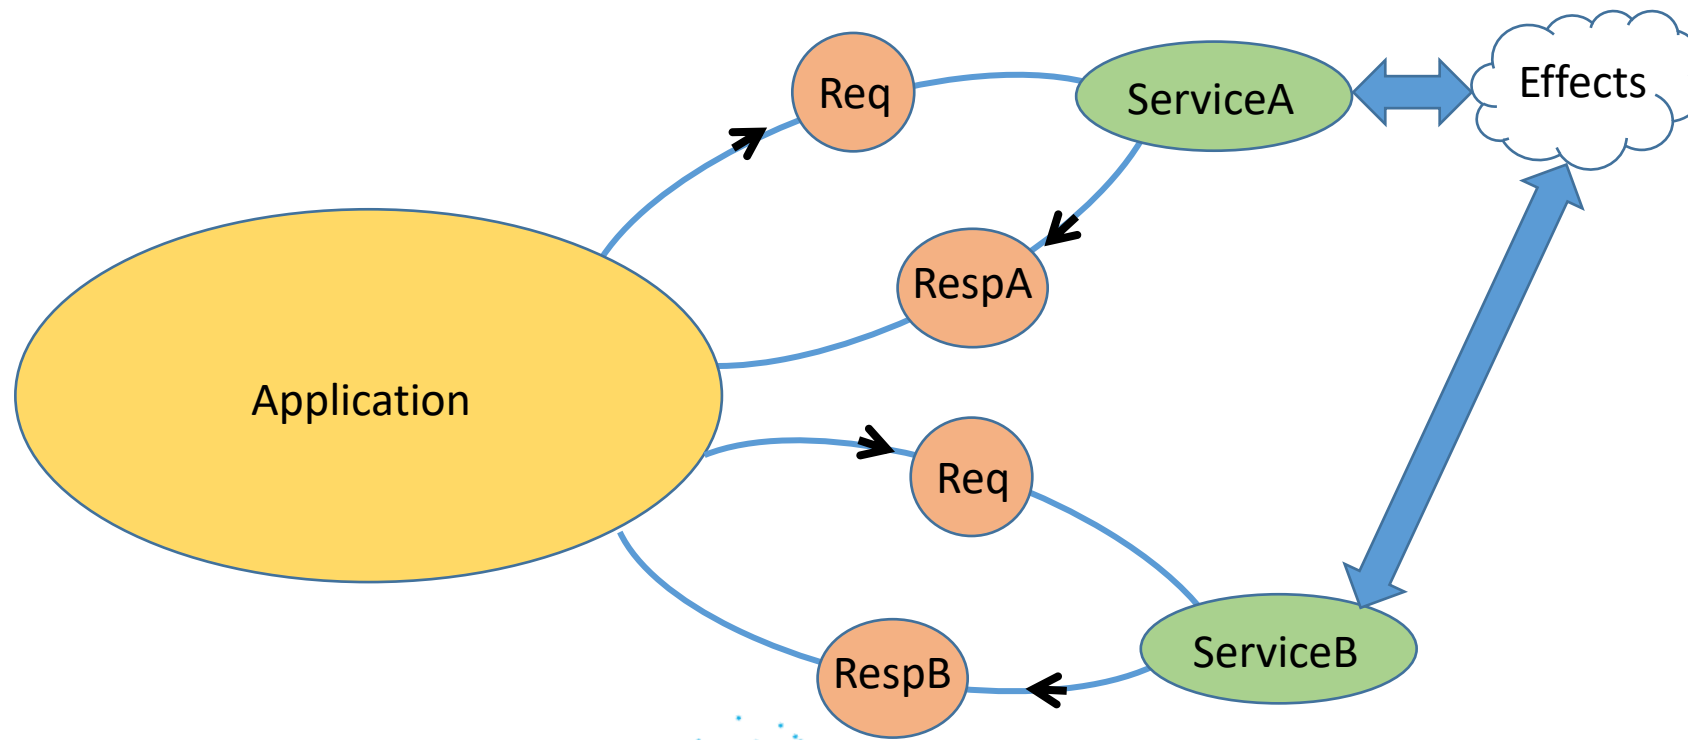 Req
ServiceA
Effects
RespA
Application
Req
ServiceB
RespB